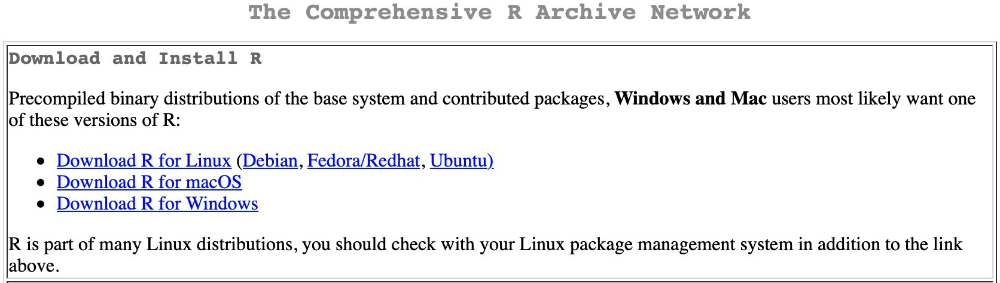 The Comprehensive R Archive Network
Download and Install R
Precompiled binary distributions of the base system and contributed packages, Windows and Mac users most likely want one
of these versions of R:
• Download R for Linux (Debian, Fedora/Redhat, Ubuntu)
• Download R for macOS
• Download R for Windows
R is part of many Linux distributions, you should check with your Linux package management system in addition to the link
above.